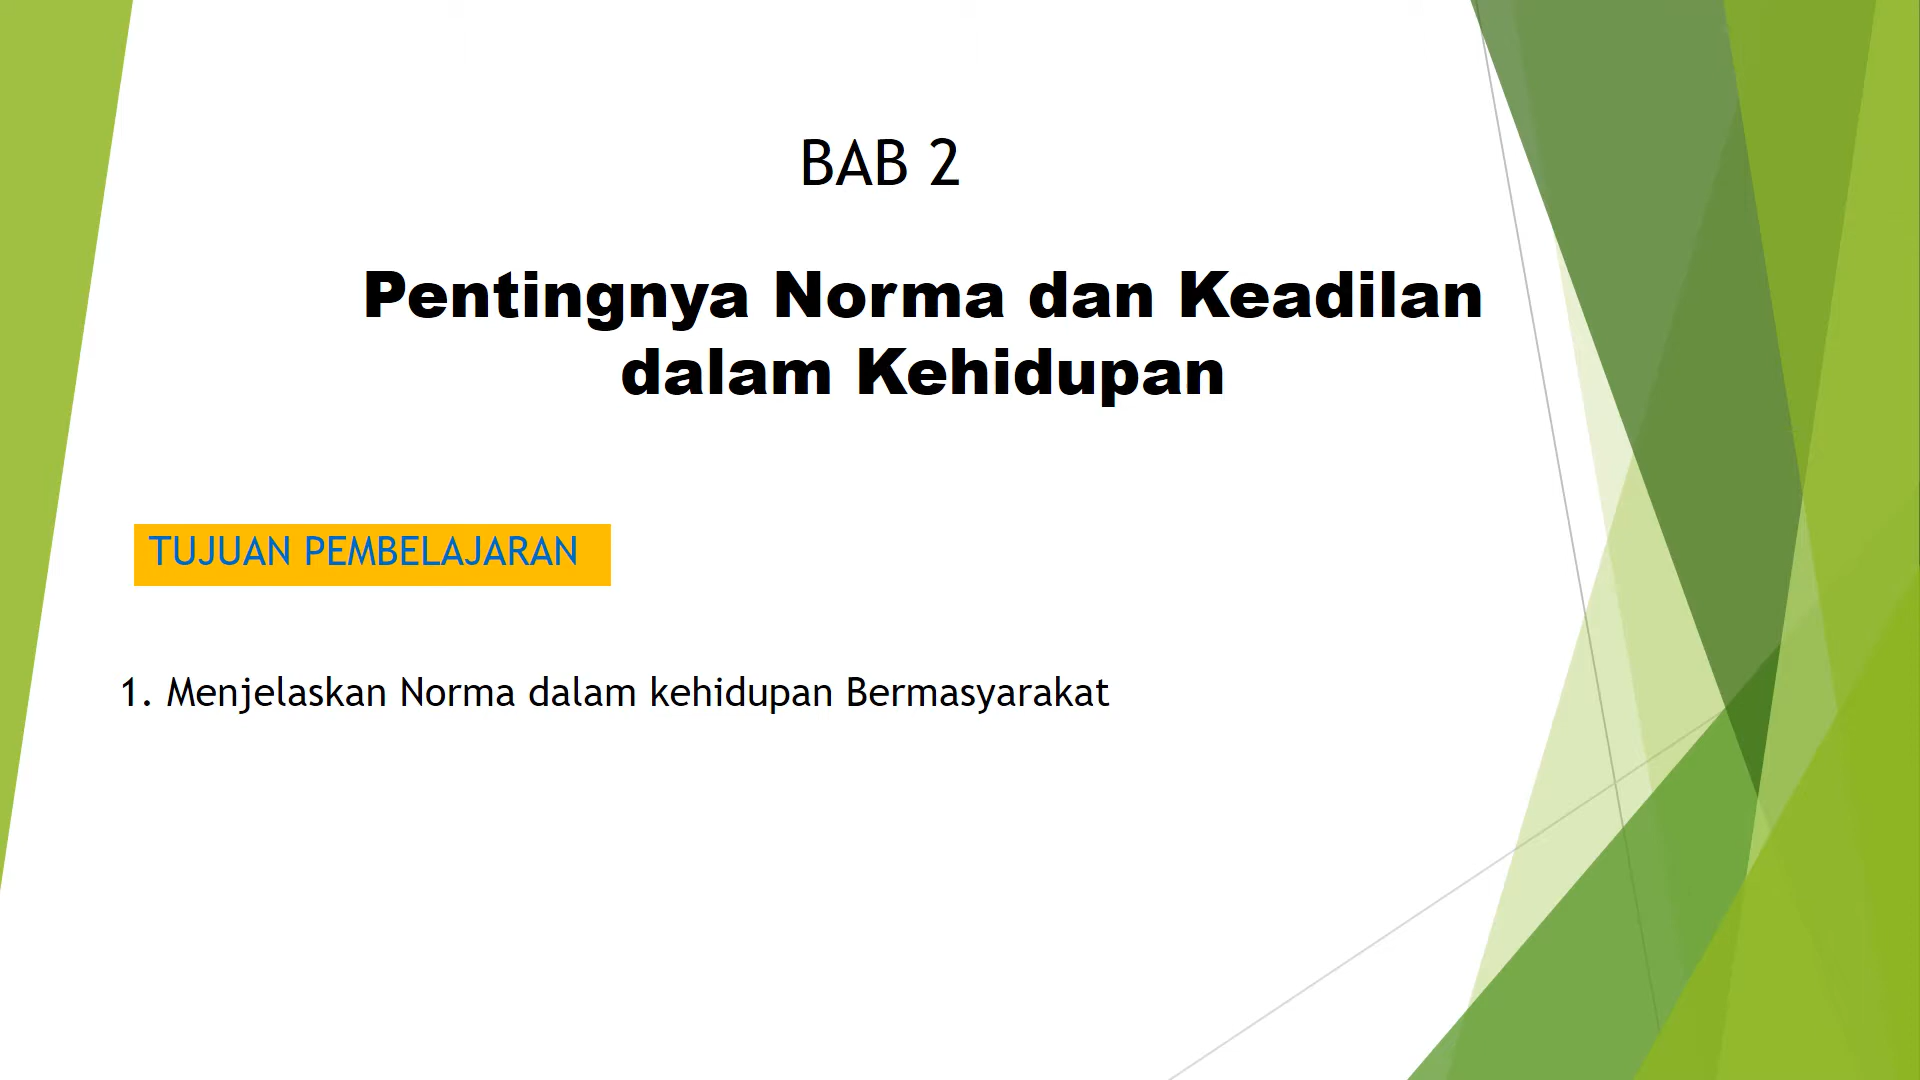 BAB 2
Pentingnya Norma dan Keadilan
dalam Kehidupan
TUJUAN PEMBELAJARAN
1. Menjelaskan Norma dalam kehidupan Bermasyarakat